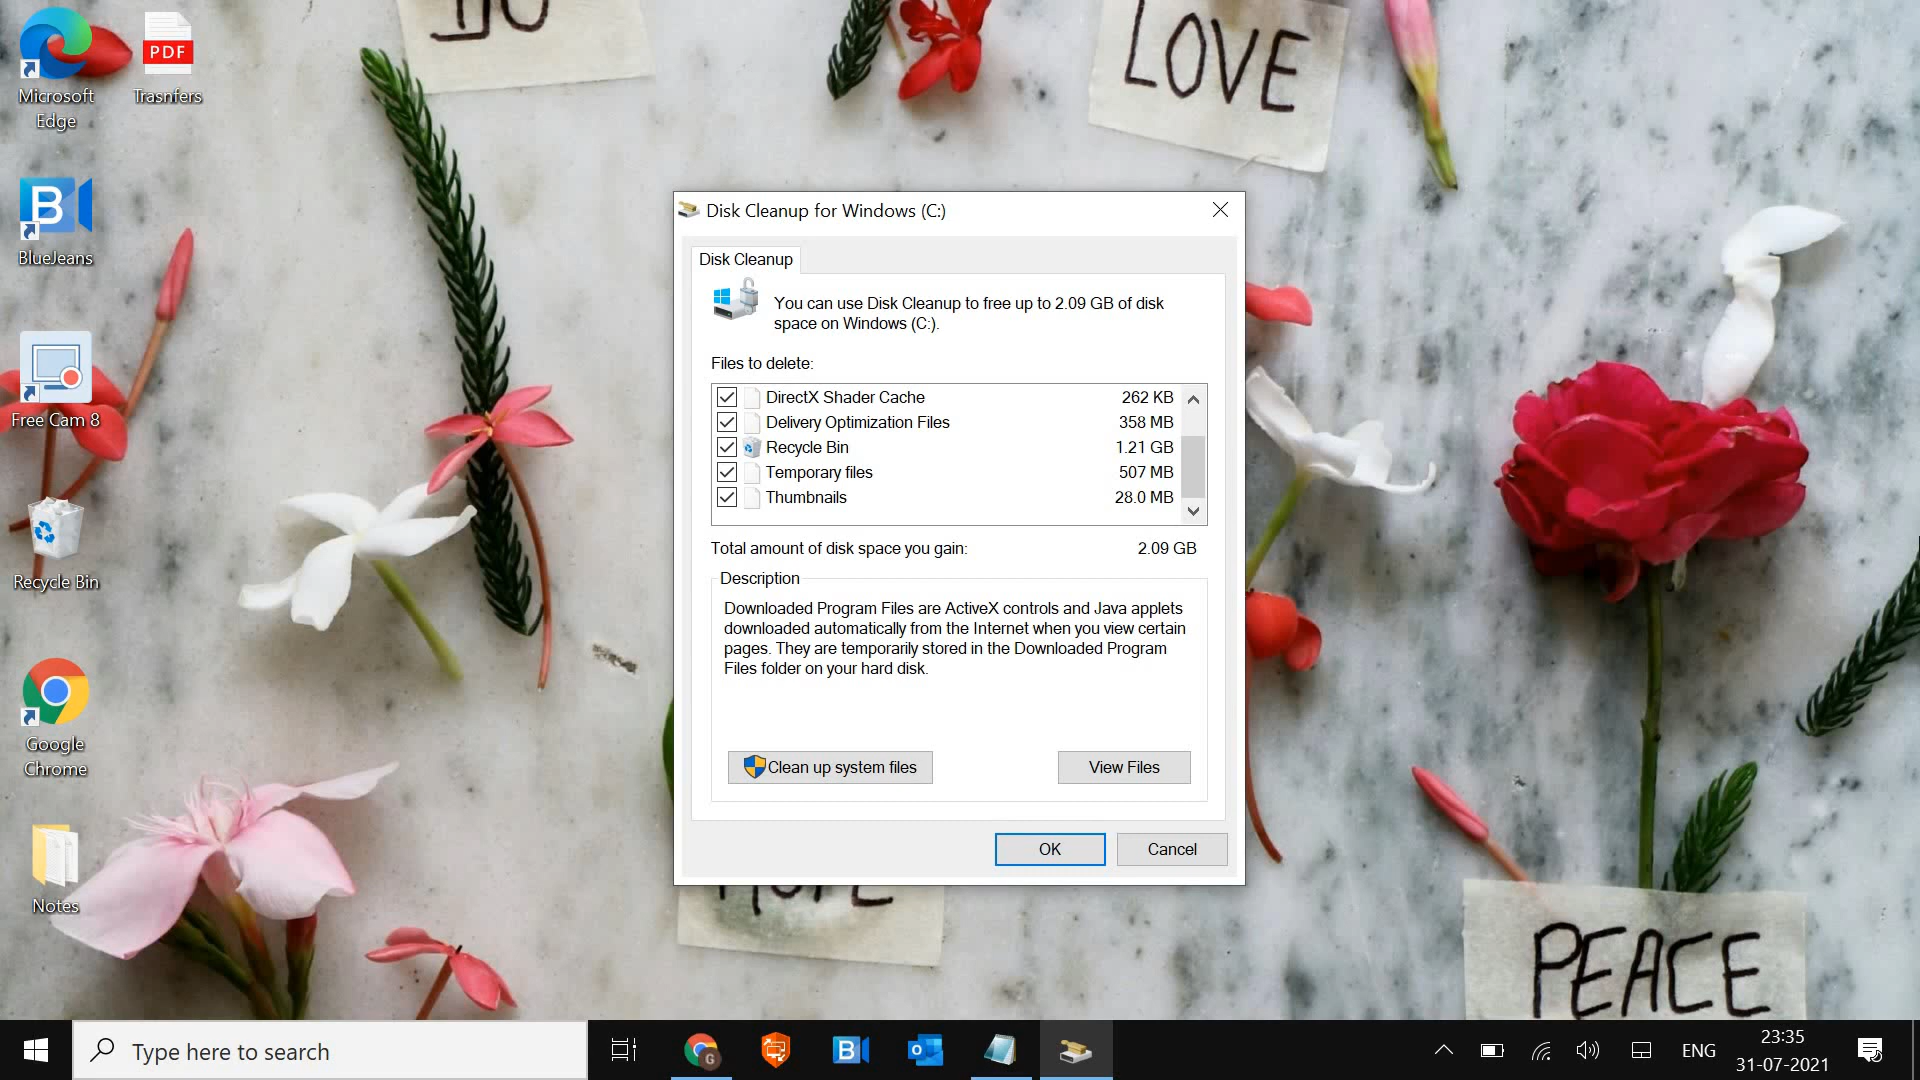 DO
LOVE
HOPE
PEACE
Microsoft
Edge
PDF
Trasnfers
B
BlueJeans
Free Cam 8
Recycle Bin
Google
Chrome
Notes
Disk Cleanup for Windows (C:)
Disk Cleanup
You can use Disk Cleanup to free up to 2.09 GB of disk
space on Windows (C:).
Files to delete:
DirectX Shader Cache 262 KB
Delivery Optimization Files 358 MB
Recycle Bin 1.21 GB
Temporary files 507 MB
Thumbnails 28.0 MB
Total amount of disk space you gain: 2.09 GB
Description
Downloaded Program Files are ActiveX controls and Java applets
downloaded automatically from the Internet when you view certain
pages. They are temporarily stored in the Downloaded Program
Files folder on your hard disk.
Clean up system files View Files
OK Cancel
Type here to search
G
B
o
ENG
23:35
31-07-2021